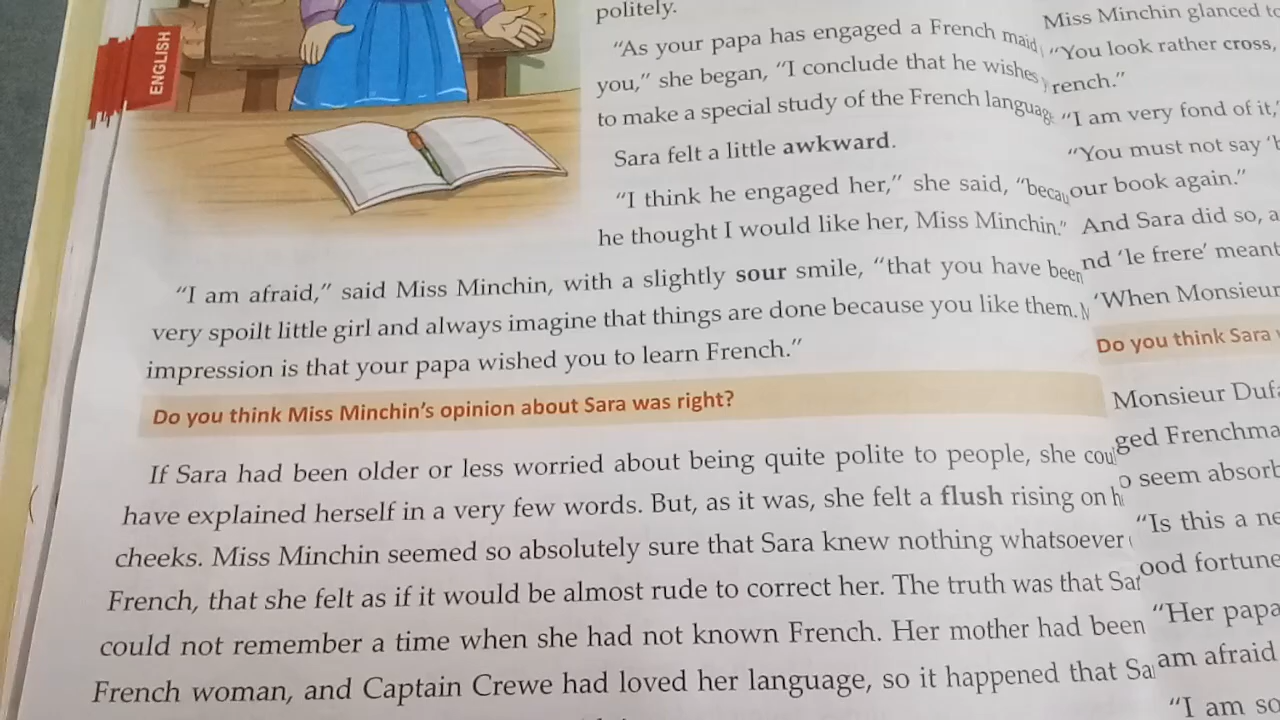 ENGLISH
politely.
"As your papa has engaged a French maid
you," she began, "I conclude that he wishes
to make a special study of the French language
Sara felt a little awkward.
"I think he engaged her," she said, "becau
he thought I would like her, Miss Minchin."
"I am afraid," said Miss Minchin, with a slightly sour smile, "that you have been
very spoilt little girl and always imagine that things are done because you like them. M
impression is that your papa wished you to learn French."
Do you think Miss Minchin's opinion about Sara was right?
If Sara had been older or less worried about being quite polite to people, she coul
have explained herself in a very few words. But, as it was, she felt a flush rising on h
cheeks. Miss Minchin seemed so absolutely sure that Sara knew nothing whatsoever
French, that she felt as if it would be almost rude to correct her. The truth was that Sar
could not remember a time when she had not known French. Her mother had been
French woman, and Captain Crewe had loved her language, so it happened that Sa
Miss Minchin glanced to
"You look rather cross,
rench."
"I am very fond of it,
"You must not say 'b
our book again."
And Sara did so, a
nd 'le frere' meant
'When Monsieur
Do you think Sara
Monsieur Dufa
ged Frenchma
o seem absorb
"Is this a ne
ood fortune
"Her papa
am afraid
"I am so